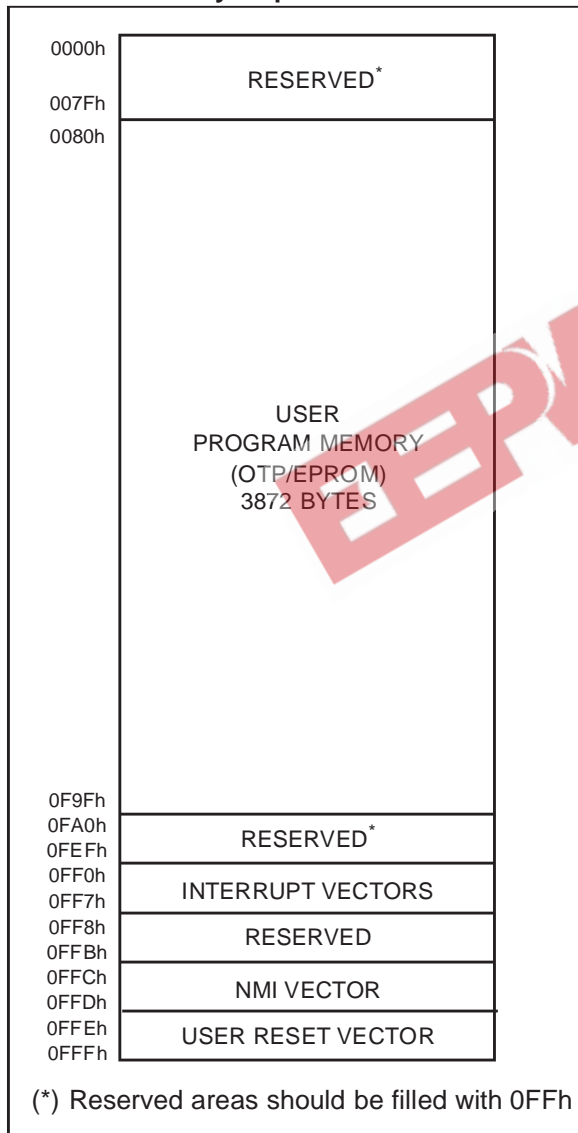 0000h
RESERVED*
007Fh
0080h
USER
PROGRAM MEMORY
(OTP/EPROM)
3872 BYTES
0F9Fh
0FA0h
RESERVED*
0FEFh
0FF0h
INTERRUPT VECTORS
0FF7h
0FF8h
RESERVED
0FFBh
0FFCh
NMI VECTOR
0FFDh
0FFEh
USER RESET VECTOR
0FFFh
(*) Reserved areas should be filled with 0FFh